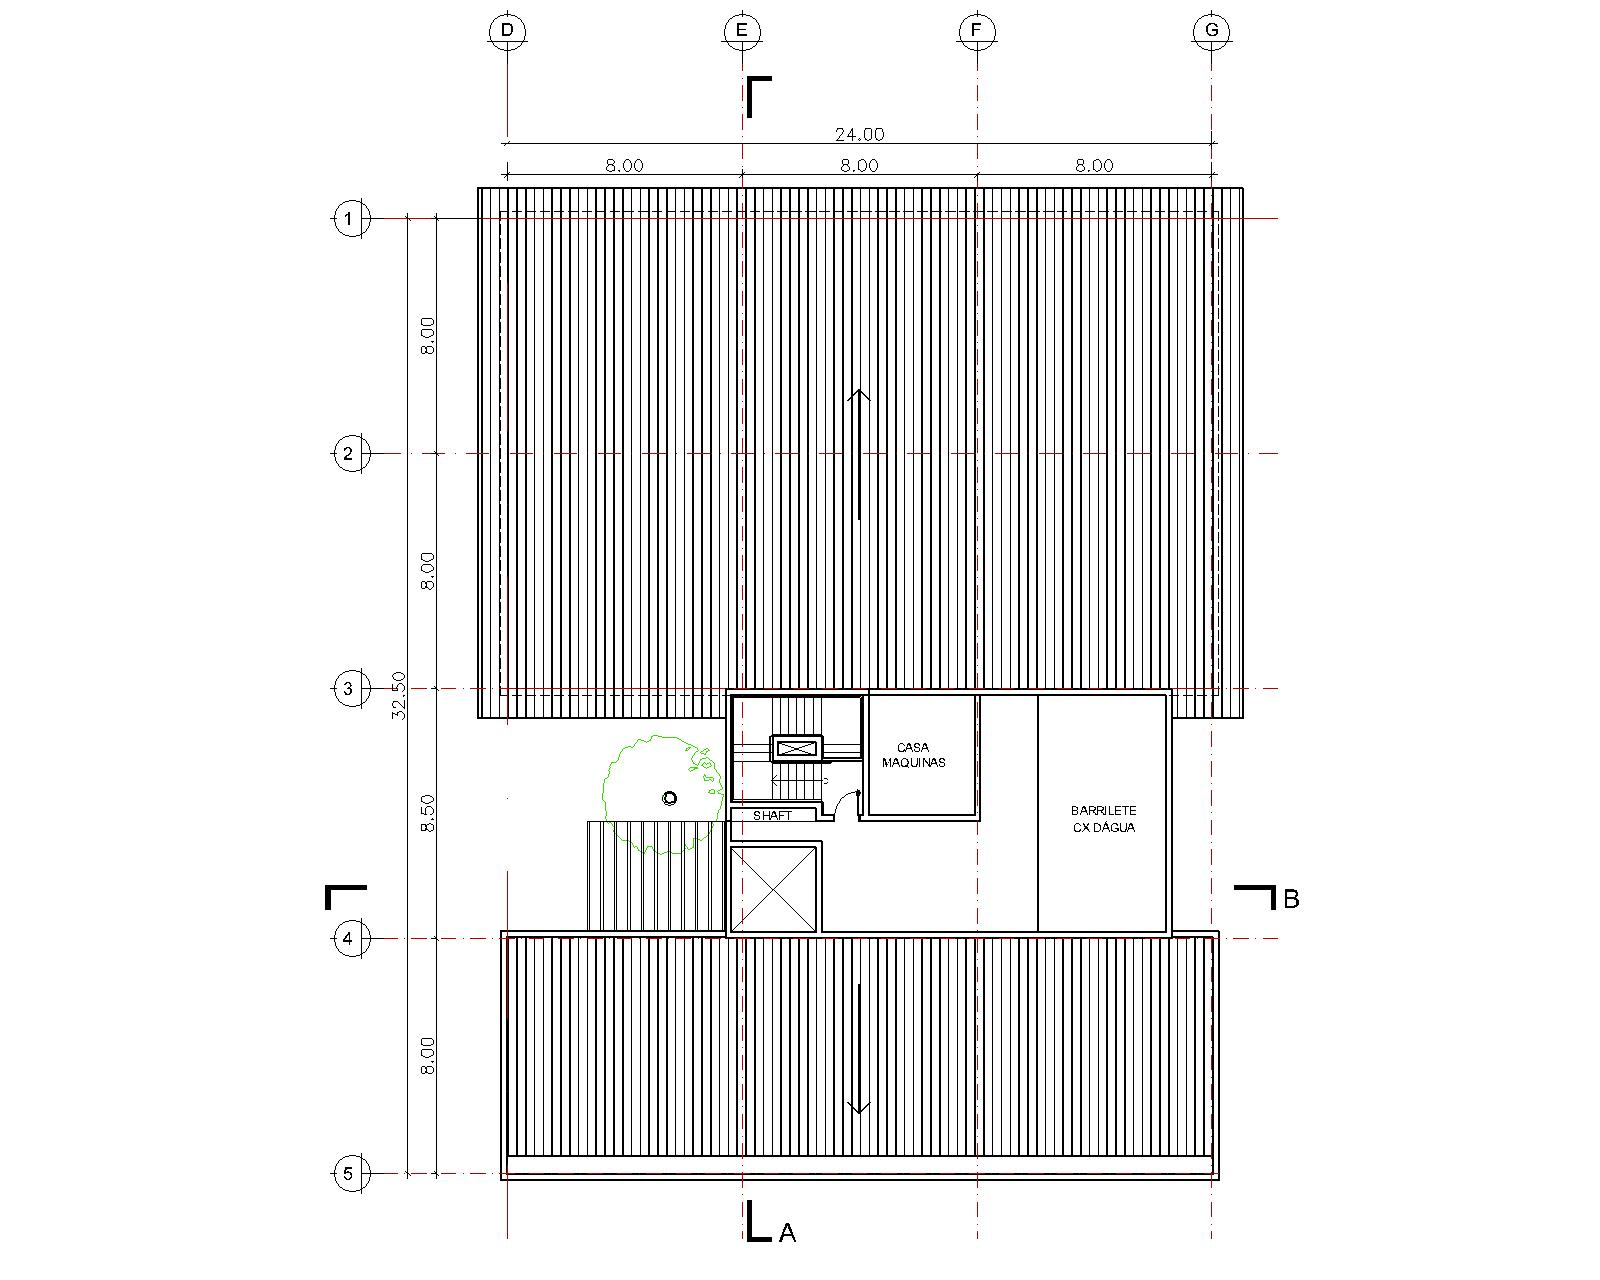 D E F G
24.00
8.00 8.00 8.00
1
8.00
2
8.00
3
32.50
CASA
MAQUINAS
8.50
BARRILETE
CX DÁGUA
SHAFT
c
B
4
8.00
5
A